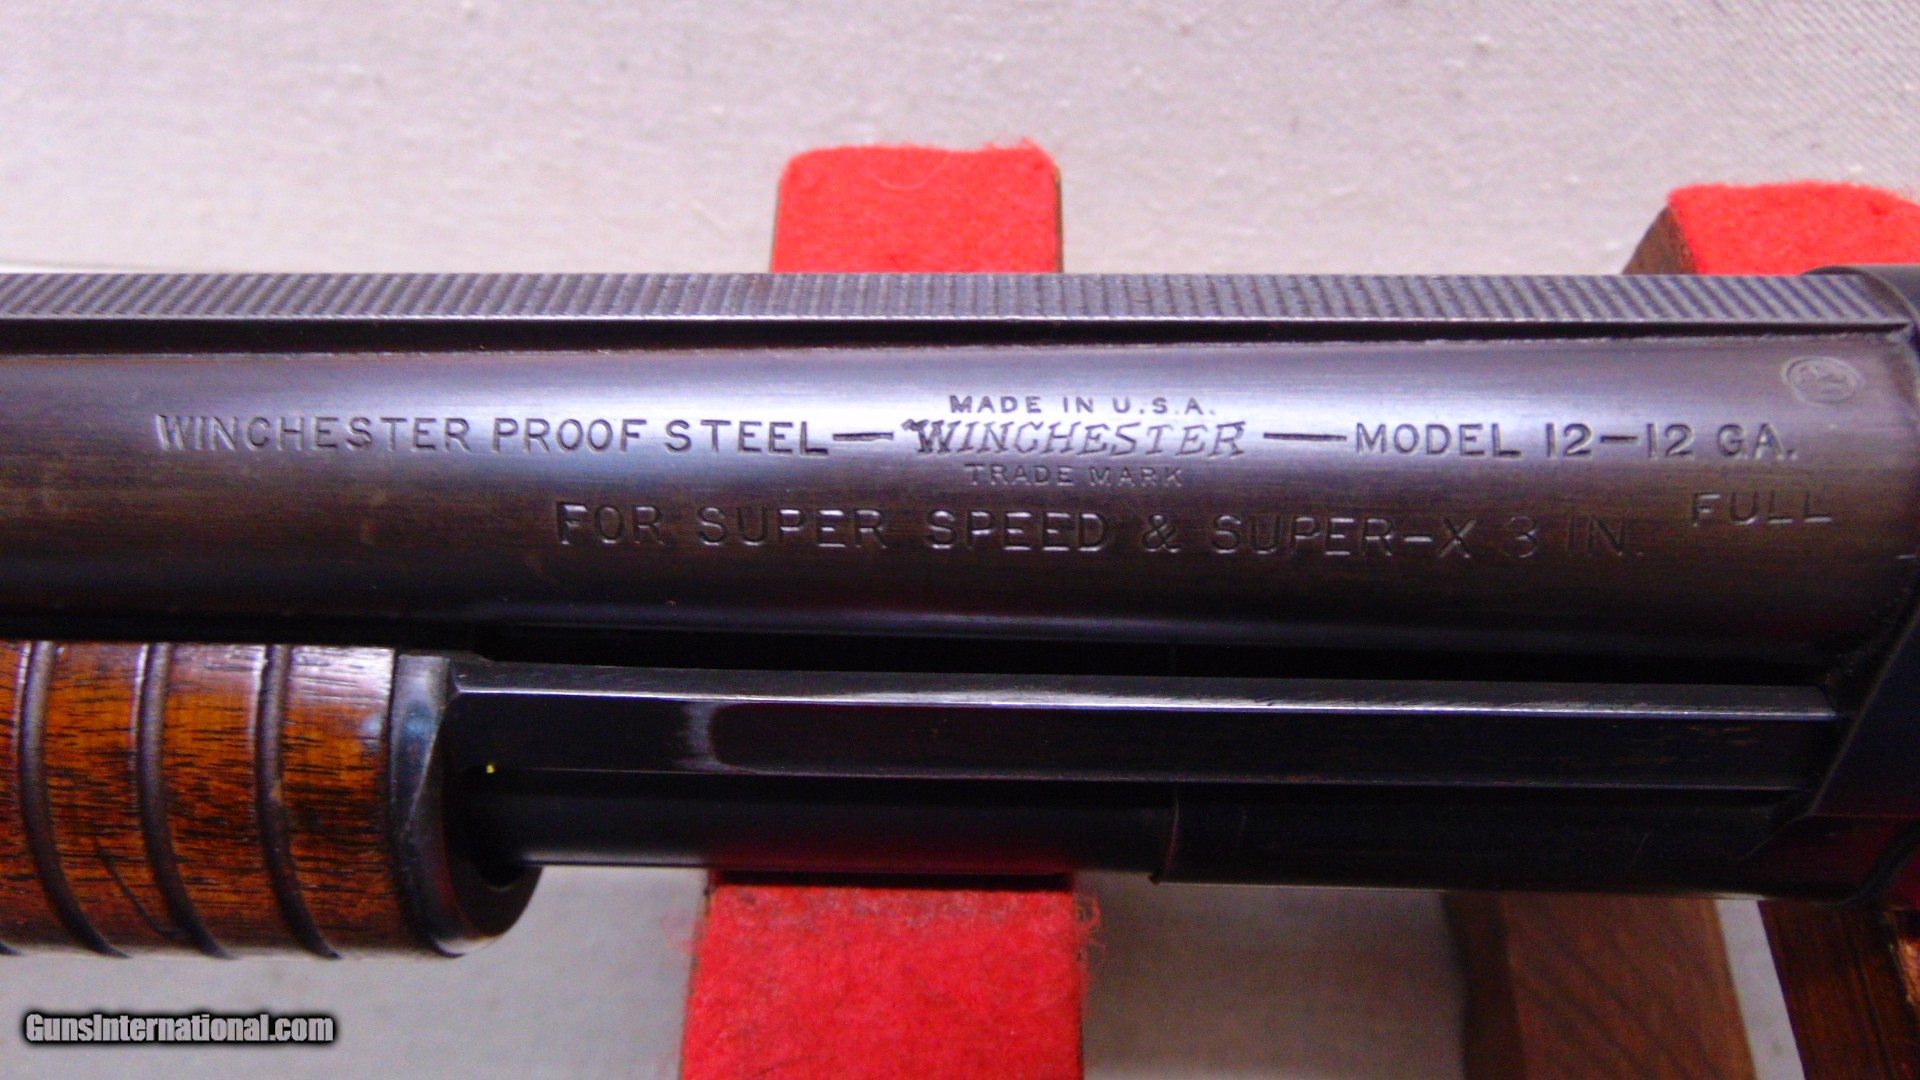 MADE IN U.S.A.
WINCHESTER PROOF STEEL—WINCHESTER—MODEL 12–12 GA.
TRADE MARK
FULL
FOR SUPER SPEED & SUPER-X 3 IN.
GunsInternational.com